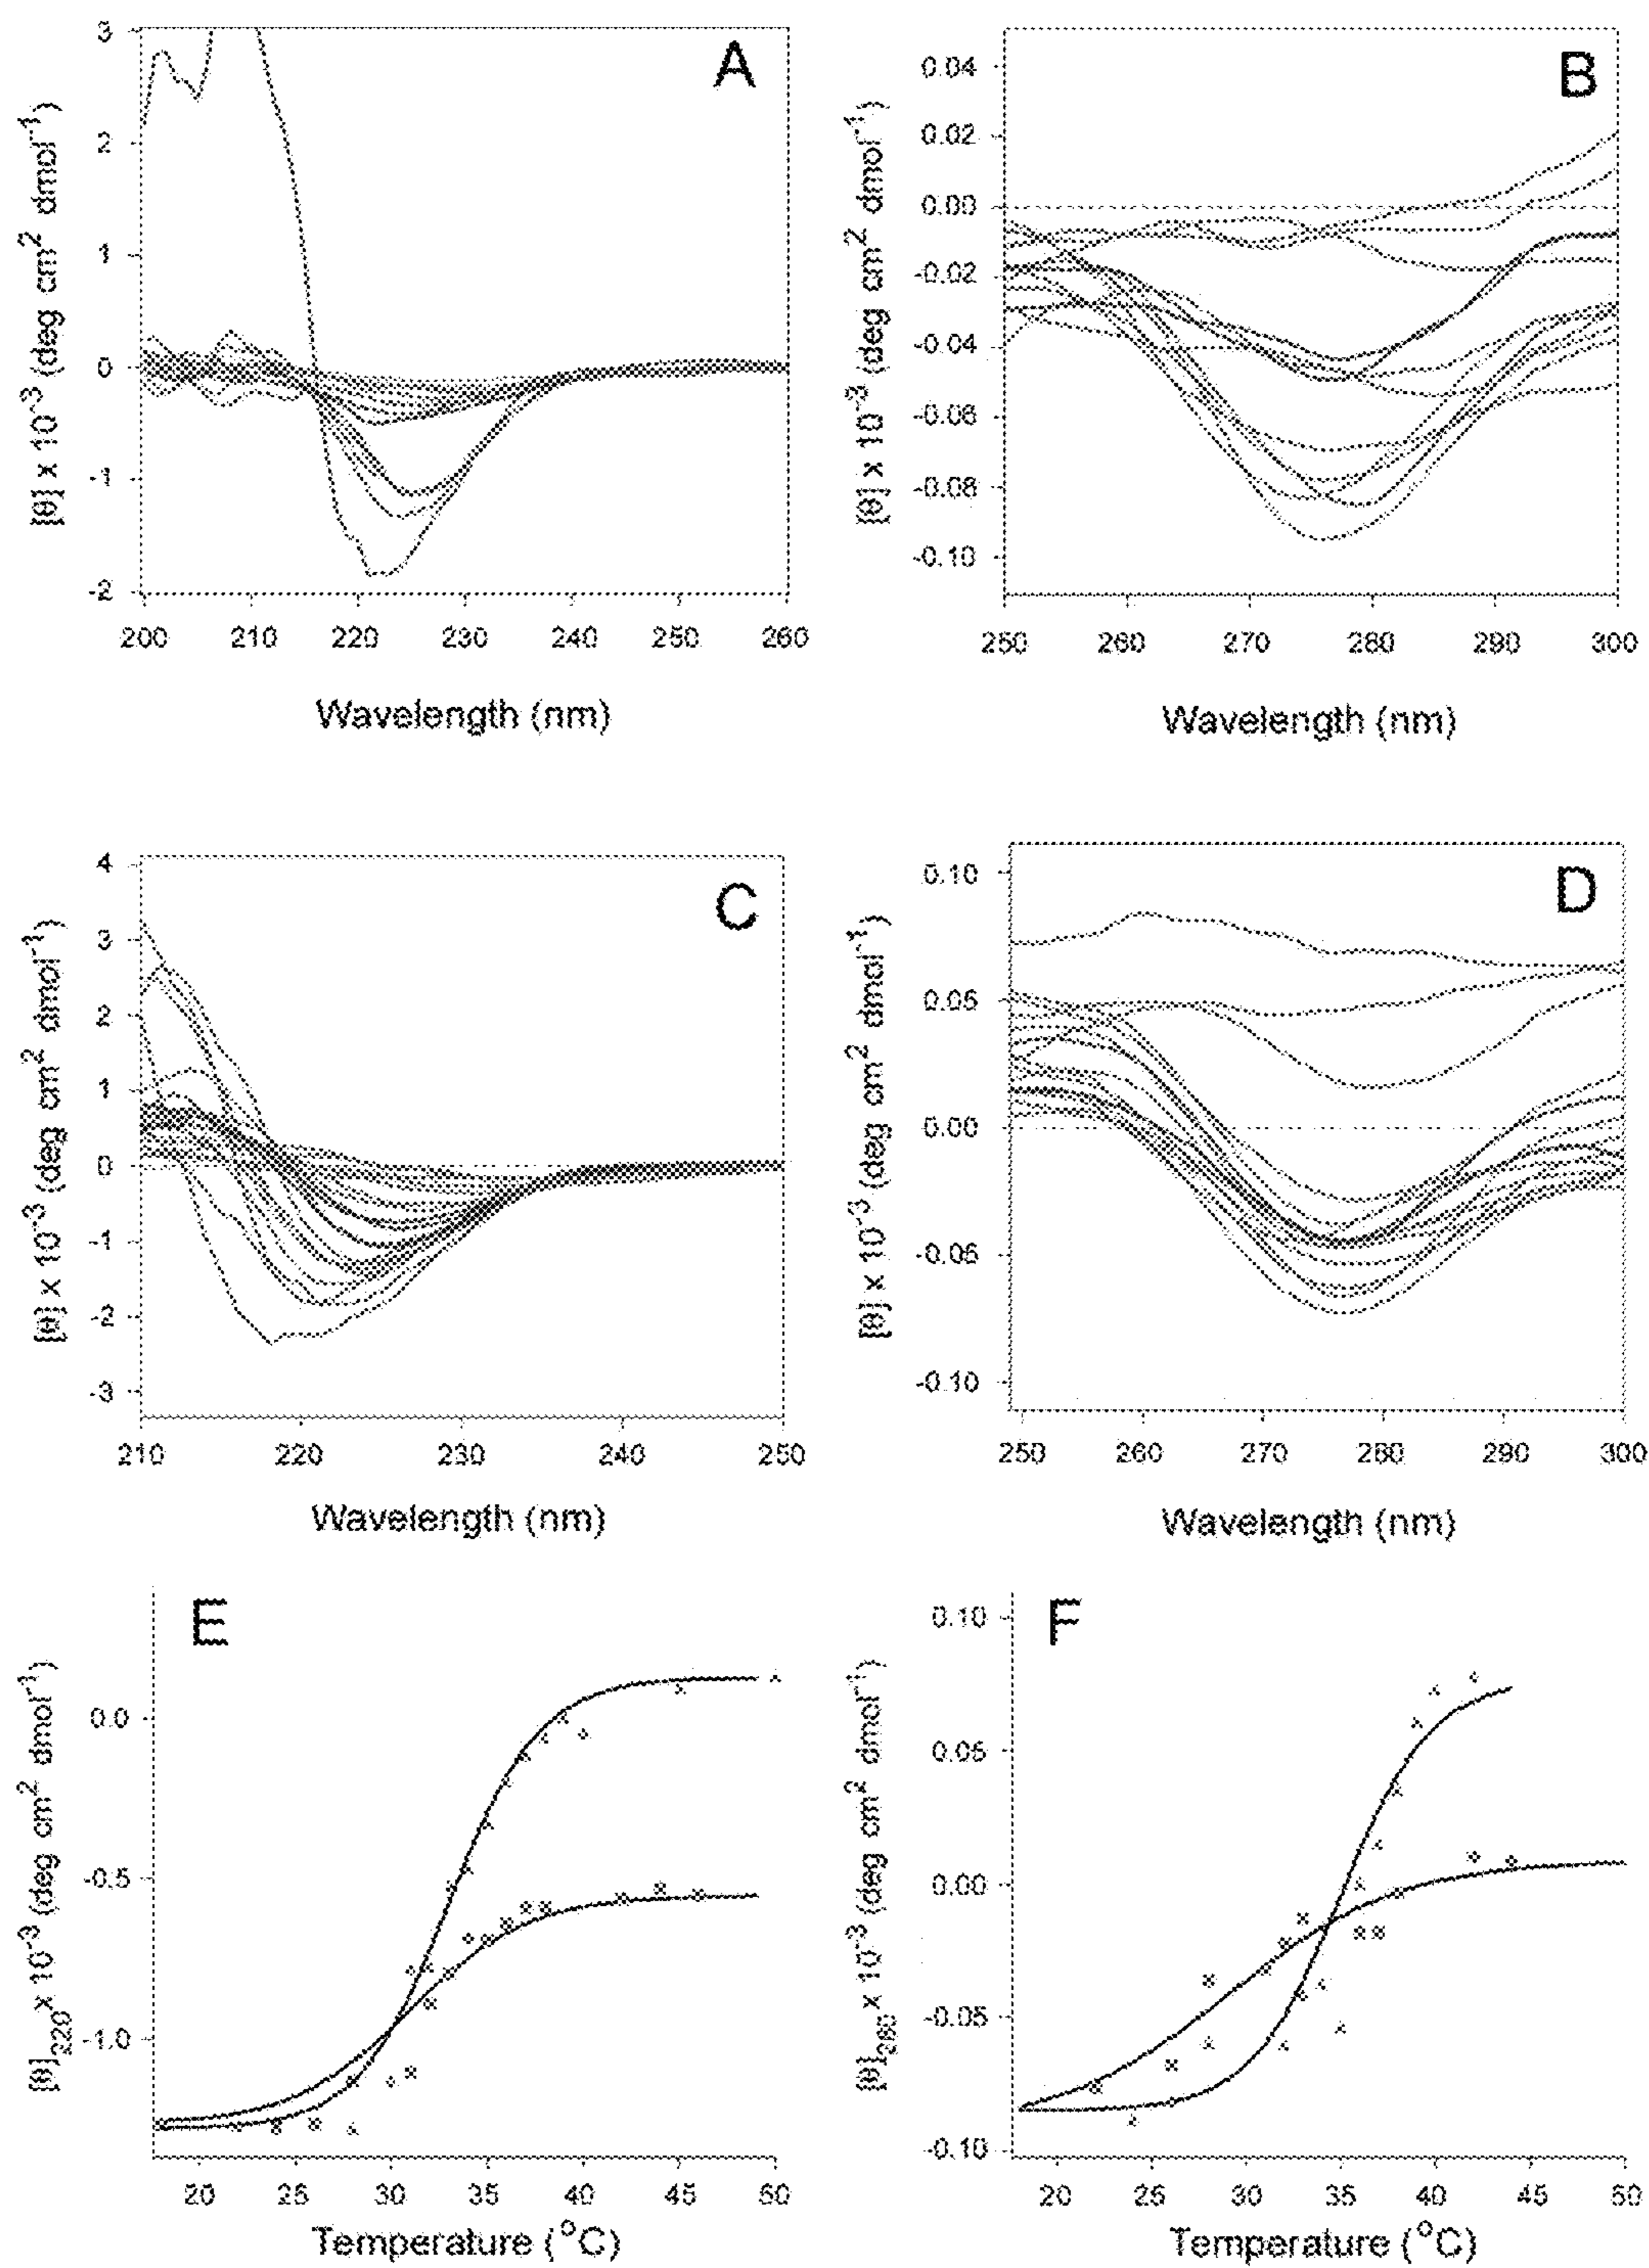 A
B
[θ] x 10⁻³ (deg cm² dmol⁻¹)
3
2
1
0
-1
-2
200 210 220 230 240 250 260
Wavelength (nm)
[θ] x 10⁻³ (deg cm² dmol⁻¹)
0.04
0.02
0.00
-0.02
-0.04
-0.06
-0.08
-0.10
250 260 270 280 290 300
Wavelength (nm)
C
D
[θ] x 10⁻³ (deg cm² dmol⁻¹)
4
3
2
1
0
-1
-2
-3
210 220 230 240 250
Wavelength (nm)
[θ] x 10⁻³ (deg cm² dmol⁻¹)
0.10
0.05
0.00
-0.05
-0.10
250 260 270 280 290 300
Wavelength (nm)
E
F
[θ]₂₂₀ x 10⁻³ (deg cm² dmol⁻¹)
0.0
-0.5
-1.0
20 25 30 35 40 45 50
Temperature (°C)
[θ]₂₈₀ x 10⁻³ (deg cm² dmol⁻¹)
0.10
0.05
0.00
-0.05
-0.10
20 25 30 35 40 45 50
Temperature (°C)